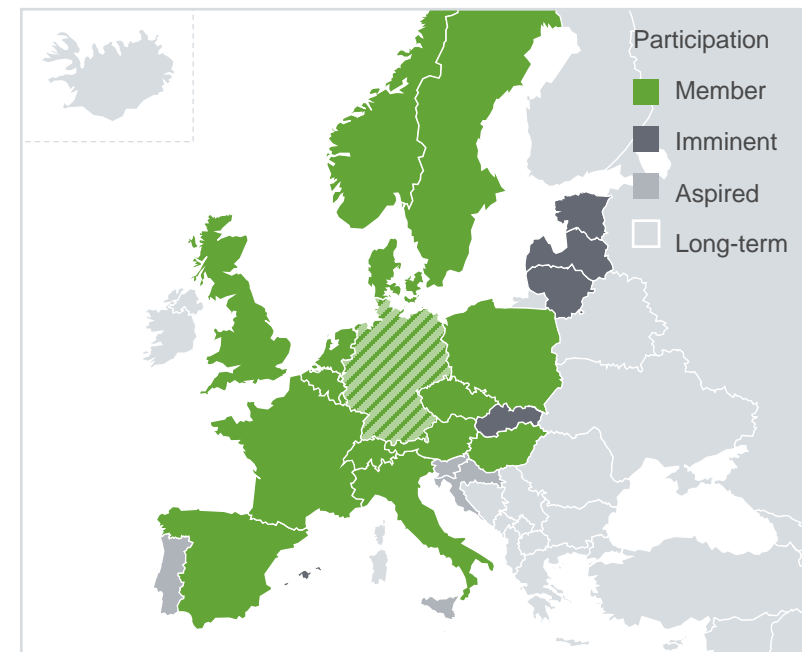 Participation
Member
Imminent
Aspired
Long-term